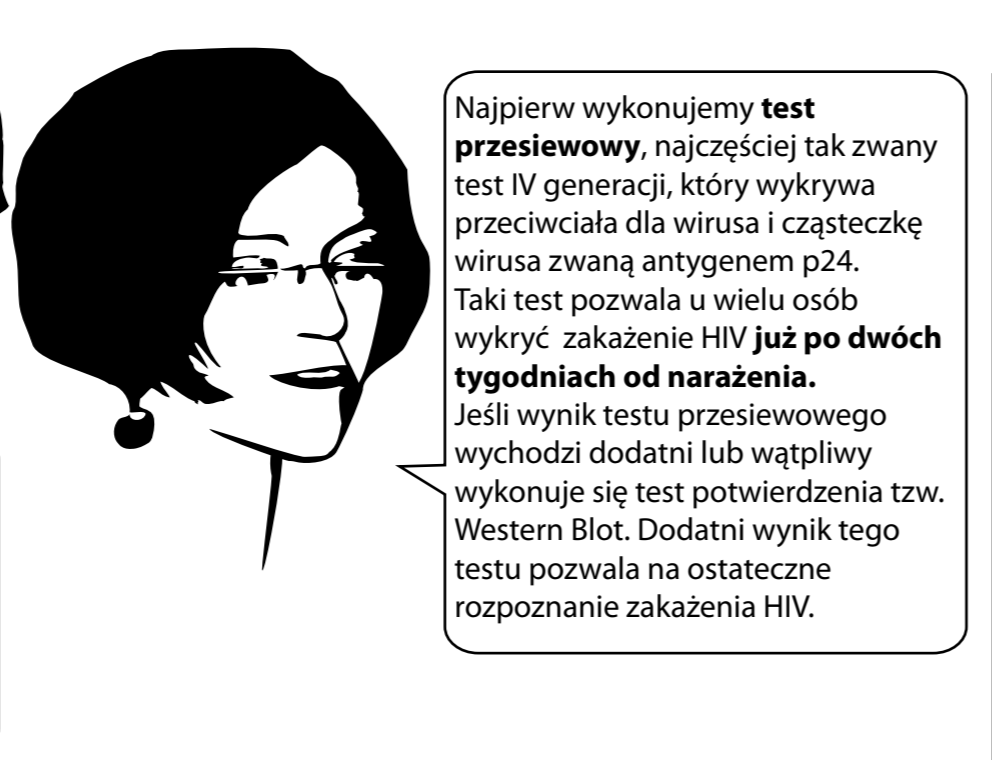 Najpierw wykonujemy test
przesiewowy, najczęściej tak zwany
test IV generacji, który wykrywa
przeciwciała dla wirusa i cząsteczkę
wirusa zwaną antygenem p24.
Taki test pozwala u wielu osób
wykryć  zakażenie HIV już po dwóch
tygodniach od narażenia.
Jeśli wynik testu przesiewowego
wychodzi dodatni lub wątpliwy
wykonuje się test potwierdzenia tzw.
Western Blot. Dodatni wynik tego
testu pozwala na ostateczne
rozpoznanie zakażenia HIV.